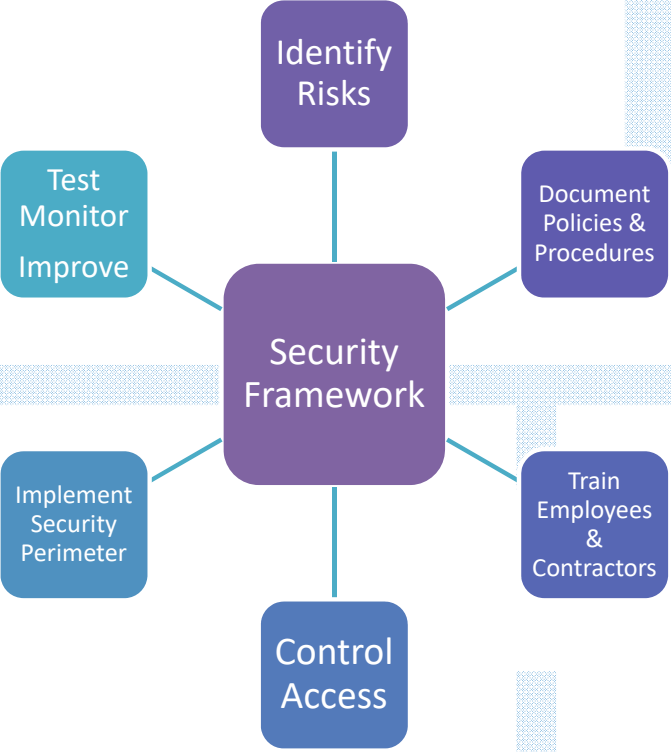 Identify
Risks
Test
Monitor
Improve
Document
Policies &
Procedures
Security
Framework
Implement
Security
Perimeter
Train
Employees
&
Contractors
Control
Access